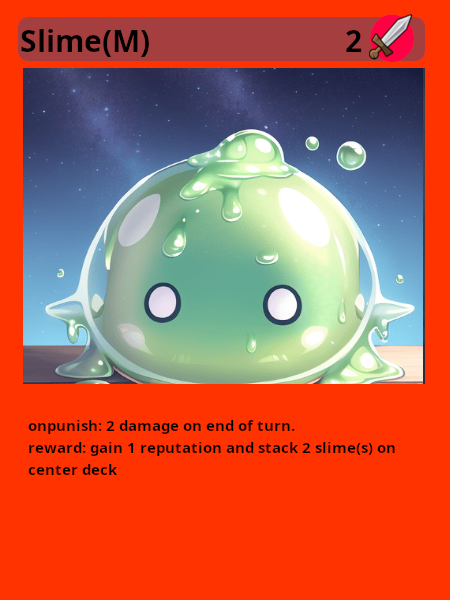 Slime(M) 2
onpunish: 2 damage on end of turn.
reward: gain 1 reputation and stack 2 slime(s) on
center deck